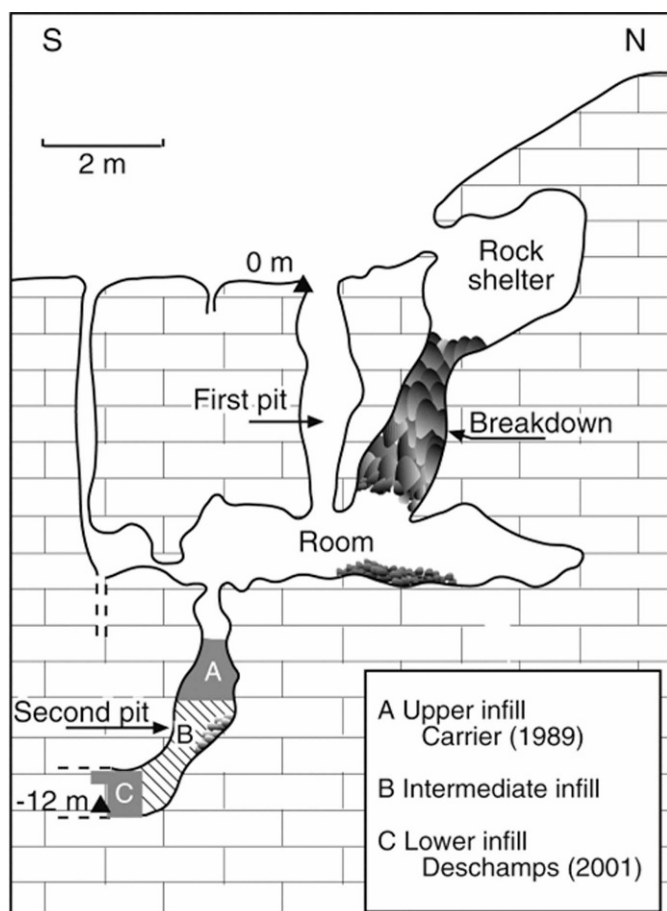 S
N
2 m
0 m
Rock
shelter
First pit
Breakdown
Room
A
Second pit
B
C
-12 m
A Upper infill
Carrier (1989)
B Intermediate infill
C Lower infill
Deschamps (2001)